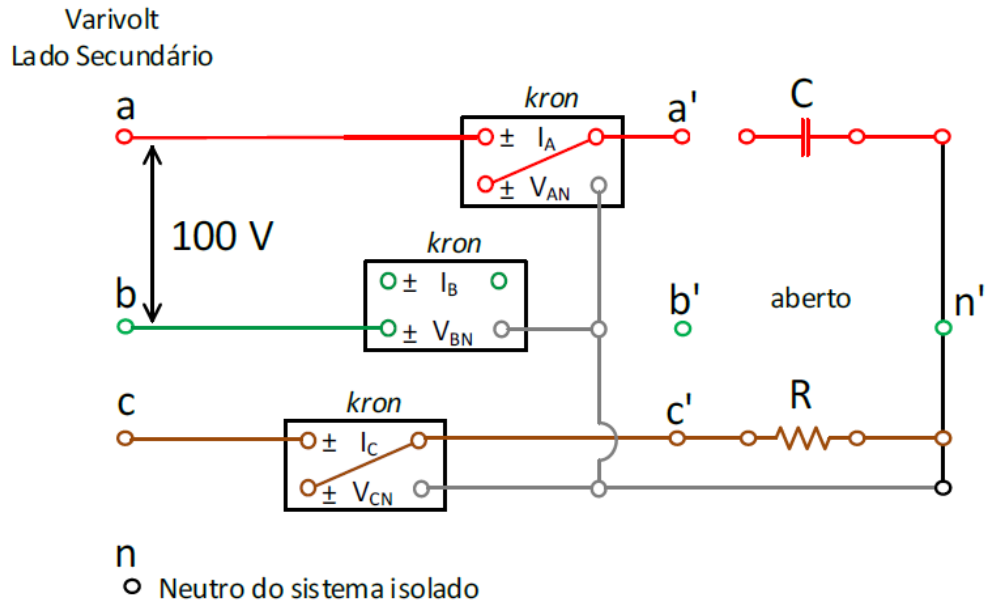 Varivolt
Lado Secundário
a
kron
± I_A
± V_AN
a'
C
100 V
kron
± I_B
± V_BN
b
b'
aberto
n'
c
kron
± I_C
± V_CN
c'
R
n
Neutro do sistema isolado